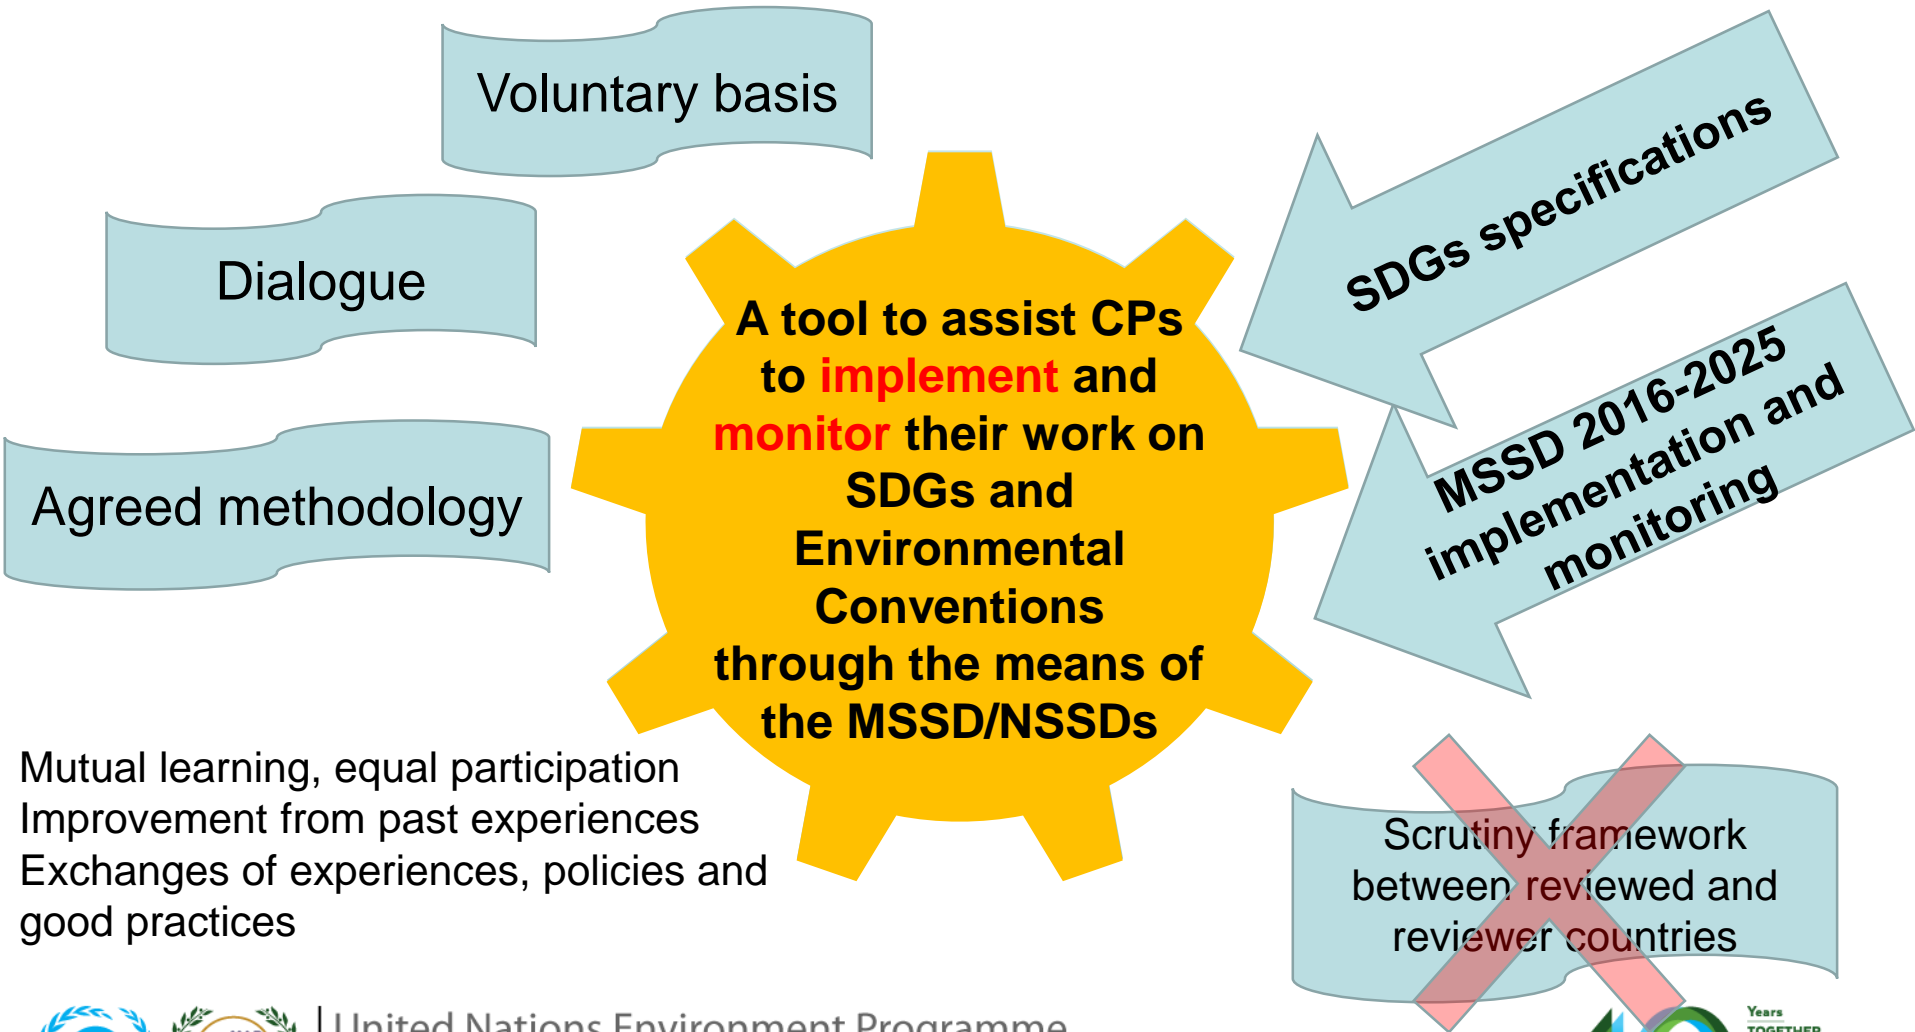 Voluntary basis
Dialogue
Agreed methodology
A tool to assist CPs
to implement and
monitor their work on
SDGs and
Environmental
Conventions
through the means of
the MSSD/NSSDs
SDGs specifications
MSSD 2016-2025
implementation and
monitoring
Mutual learning, equal participation
Improvement from past experiences
Exchanges of experiences, policies and
good practices
Scrutiny framework
between reviewed and
reviewer countries
United Nations Environment Programme
Years
TOGETHER